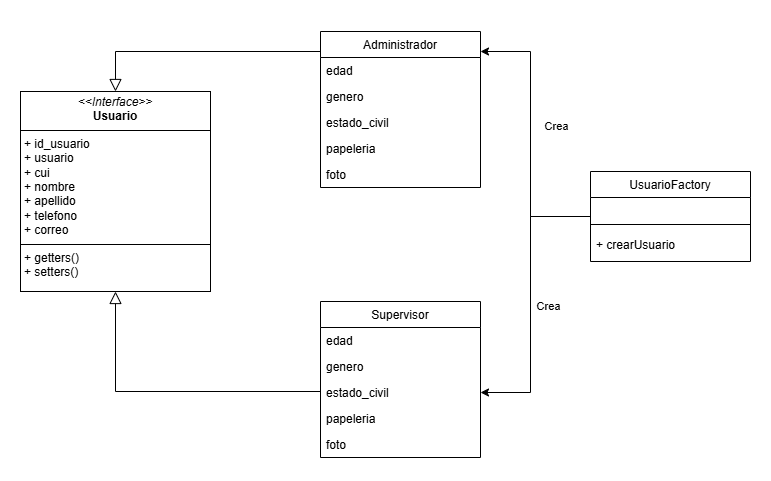 <<Interface>>
Usuario
+ id_usuario
+ usuario
+ cui
+ nombre
+ apellido
+ telefono
+ correo
+ getters()
+ setters()
Administrador
edad
genero
estado_civil
papeleria
foto
Supervisor
edad
genero
estado_civil
papeleria
foto
Crea
Crea
UsuarioFactory
+ crearUsuario